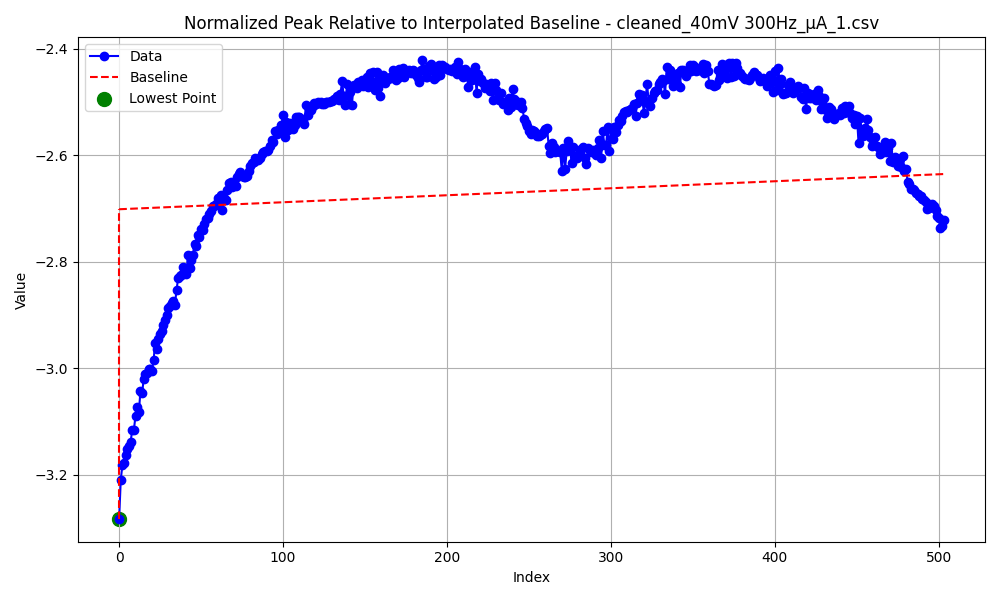 Normalized Peak Relative to Interpolated Baseline - cleaned_40mV 300Hz_μA_1.csv
Data
Baseline
Lowest Point
Value
−2.4
−2.6
−2.8
−3.0
−3.2
0
100
200
300
400
500
Index